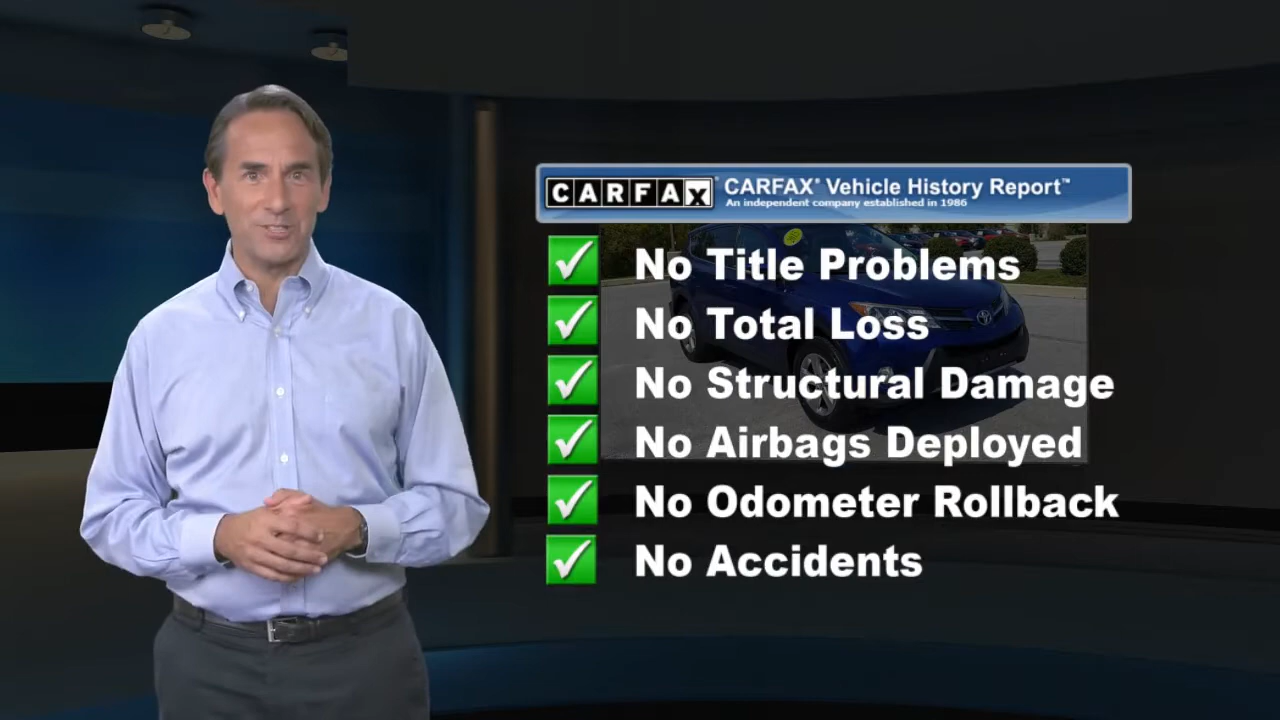 CARFAX® CARFAX® Vehicle History Report™
An independent company established in 1986
No Title Problems
No Total Loss
No Structural Damage
No Airbags Deployed
No Odometer Rollback
No Accidents